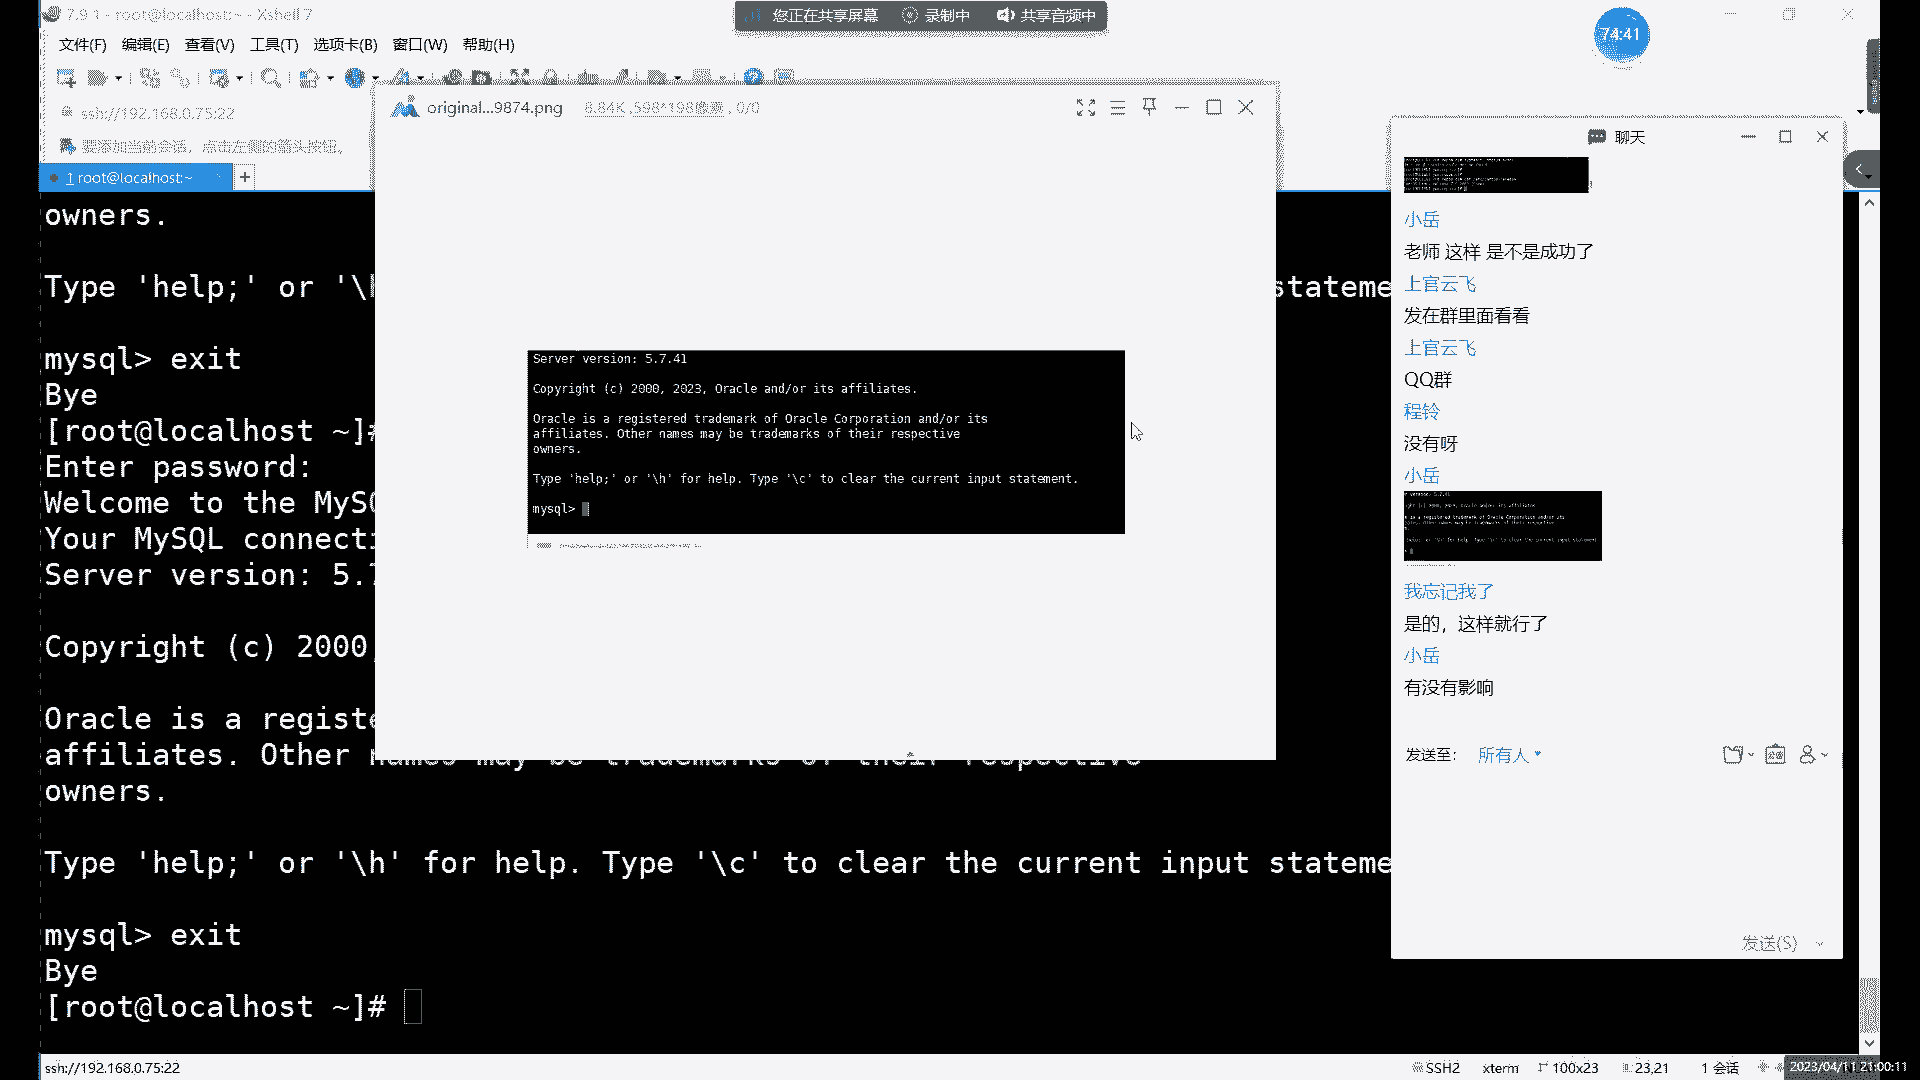 7.9 1 - root@localhost:~ - Xshell 7
您正在共享屏幕
录制中
共享音频中
74:41
文件(F) 编辑(E) 查看(V) 工具(T) 选项卡(B) 窗口(W) 帮助(H)
ssh://192.168.0.75:22
要添加当前会话，点击左侧的箭头按钮。
1 root@localhost:~
+
owners.
Type 'help;' or '\h
stateme
mysql> exit
Bye
[root@localhost ~]#
Enter password:
Welcome to the MySQ
Your MySQL connecti
Server version: 5.7
Copyright (c) 2000,
Oracle is a registe
affiliates. Other names may be trademarks of their respective
owners.
Type 'help;' or '\h' for help. Type '\c' to clear the current input stateme
mysql> exit
Bye
[root@localhost ~]#
original...9874.png
8.84K ,598*198像素 , 0/0
Server version: 5.7.41
Copyright (c) 2000, 2023, Oracle and/or its affiliates.
Oracle is a registered trademark of Oracle Corporation and/or its
affiliates. Other names may be trademarks of their respective
owners.
Type 'help;' or '\h' for help. Type '\c' to clear the current input statement.
mysql>
聊天
小岳
老师 这样 是不是成功了
上官云飞
发在群里面看看
上官云飞
QQ群
程铃
没有呀
小岳
我忘记我了
是的，这样就行了
小岳
有没有影响
发送至： 所有人
发送(S)
ssh://192.168.0.75:22
SSH2 xterm 100x23 23,21 1 会话
2023/04/11 21:00:11